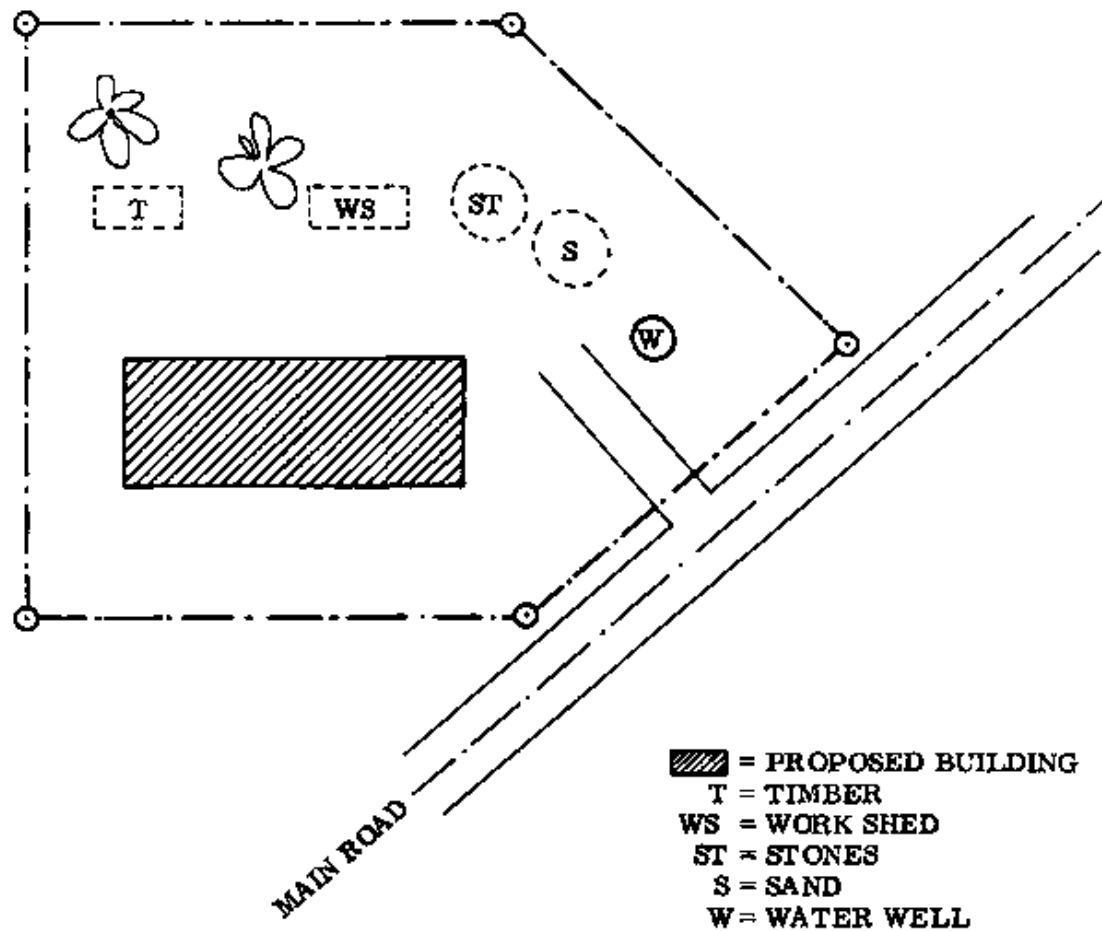 T
WS
ST
S
W
MAIN ROAD
= PROPOSED BUILDING
T = TIMBER
WS = WORK SHED
ST = STONES
S = SAND
W = WATER WELL